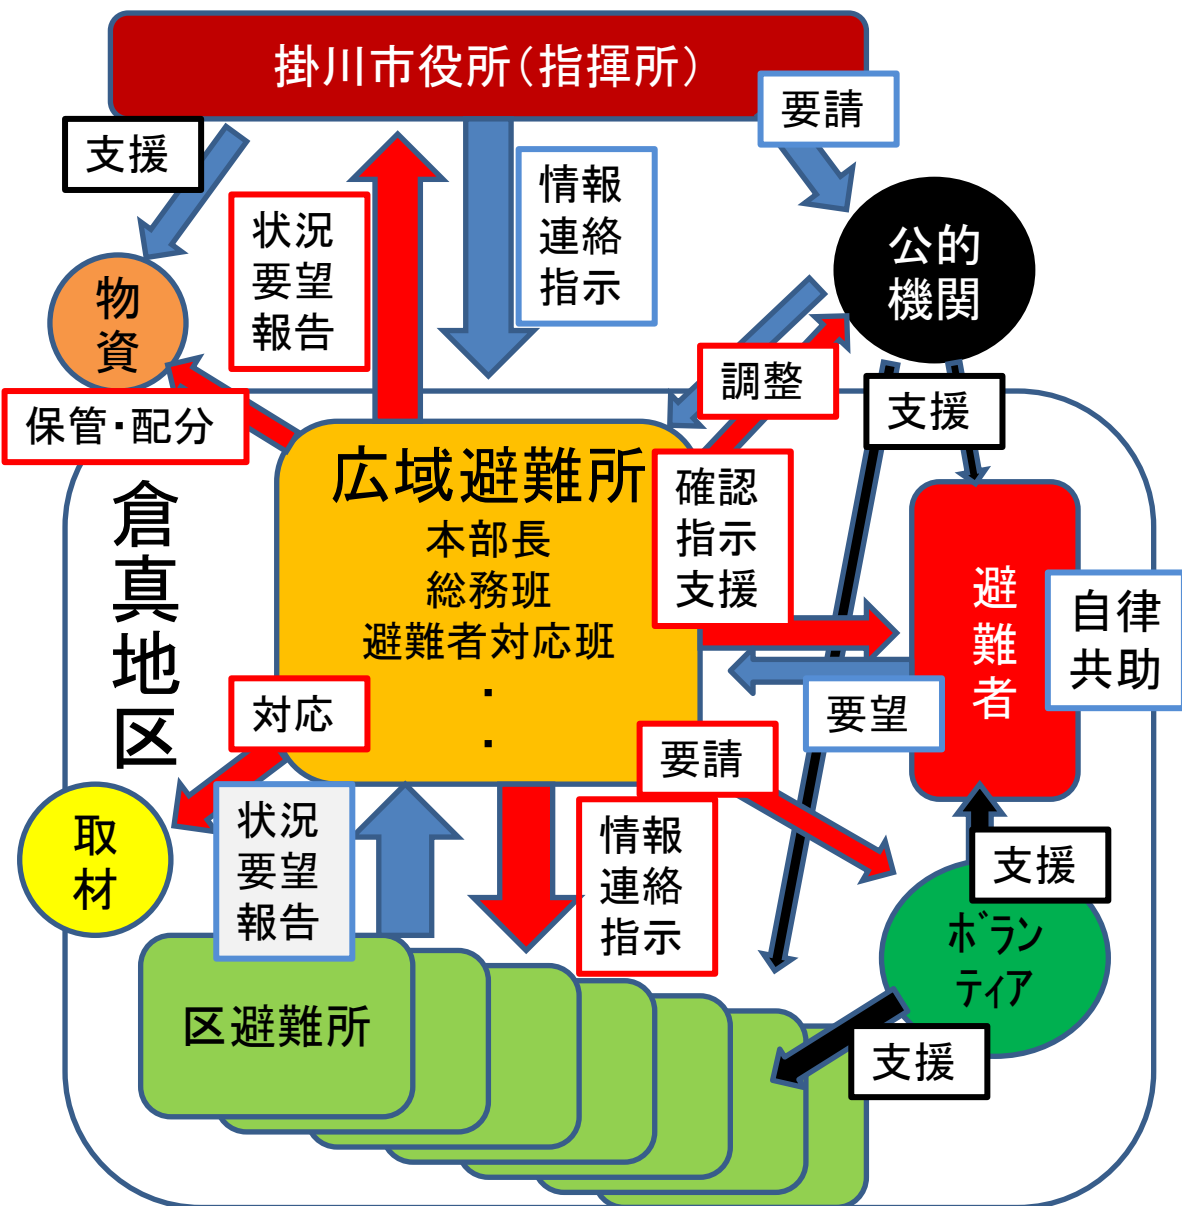 掛川市役所(指揮所)
要請
支援
情報
連絡
指示
状況
要望
報告
公的
機関
物
資
調整
支援
保管・配分
広域避難所
本部長
総務班
避難者対応班
・
・
確認
指示
支援
倉
真
地
区
避
難
者
自律
共助
対応
要望
要請
状況
要望
報告
情報
連絡
指示
取
材
支援
ボラン
ティア
区避難所
支援